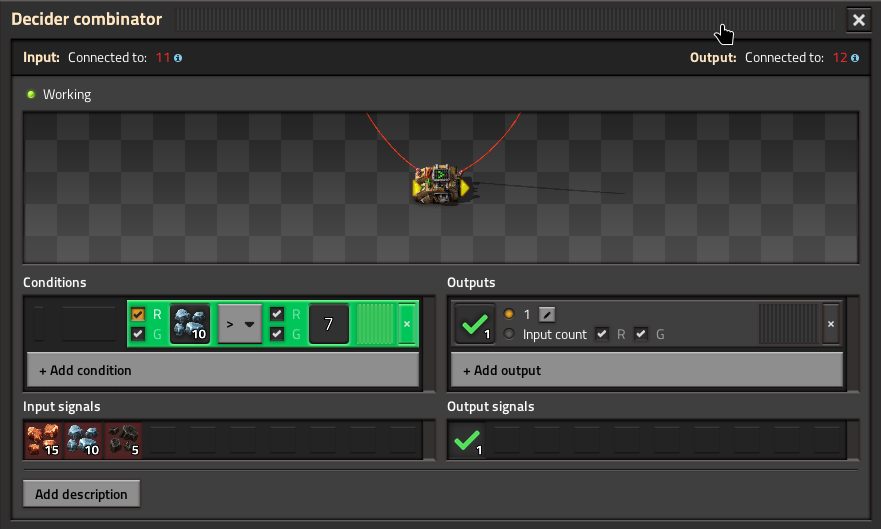 Decider combinator
Input: Connected to: 11
Output: Connected to: 12
Working
Conditions
R
G
10
>
R
G
7
+ Add condition
Outputs
1
1
Input count R G
+ Add output
Input signals
15 10 5
Output signals
1
Add description